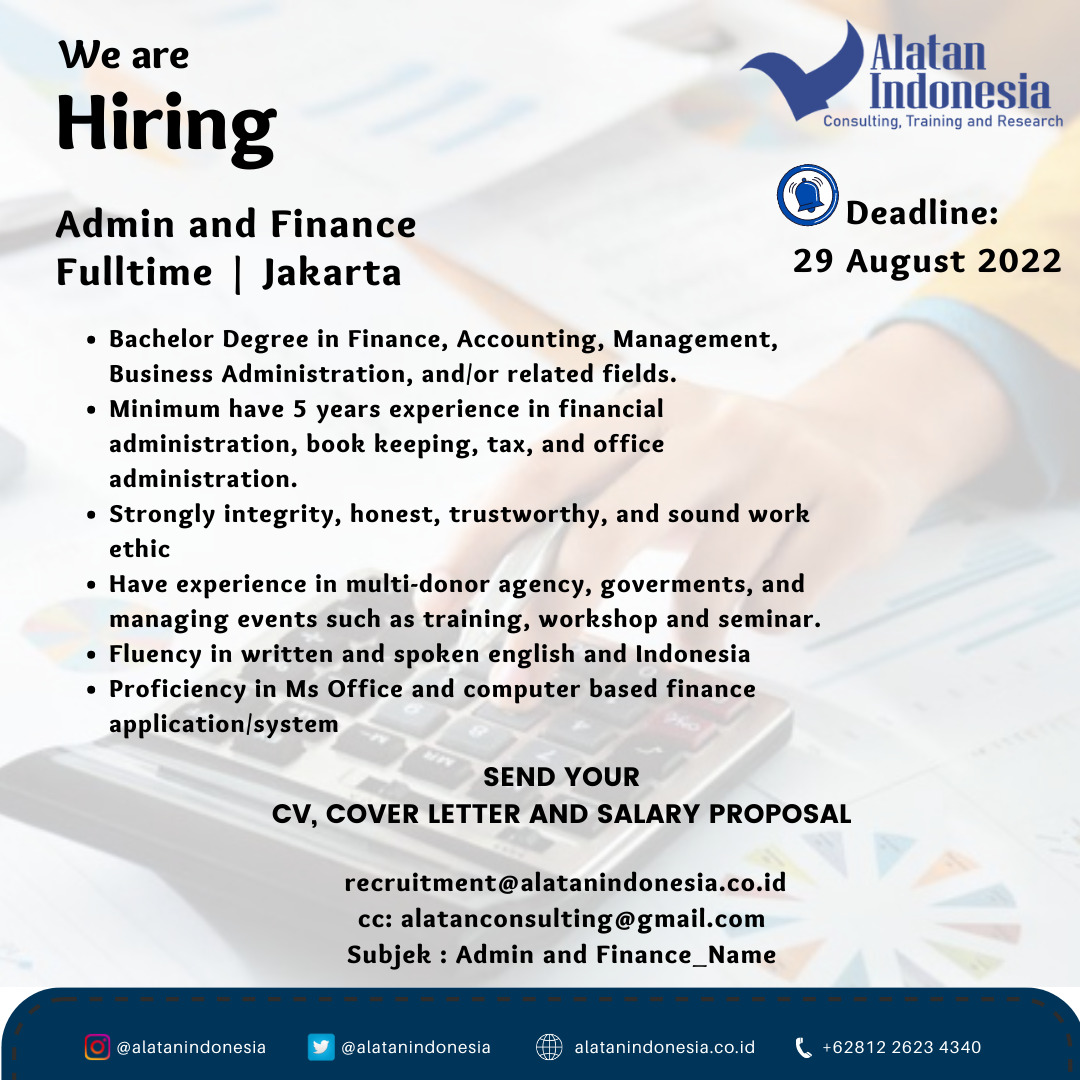 We are
Hiring
Alatan
Indonesia
Consulting, Training and Research
Admin and Finance
Fulltime | Jakarta
Deadline:
29 August 2022
• Bachelor Degree in Finance, Accounting, Management,
Business Administration, and/or related fields.
• Minimum have 5 years experience in financial
administration, book keeping, tax, and office
administration.
• Strongly integrity, honest, trustworthy, and sound work
ethic
• Have experience in multi-donor agency, goverments, and
managing events such as training, workshop and seminar.
• Fluency in written and spoken english and Indonesia
• Proficiency in Ms Office and computer based finance
application/system
SEND YOUR
CV, COVER LETTER AND SALARY PROPOSAL
recruitment@alatanindonesia.co.id
cc: alatanconsulting@gmail.com
Subjek : Admin and Finance_Name
@alatanindonesia @alatanindonesia alatanindonesia.co.id +62812 2623 4340